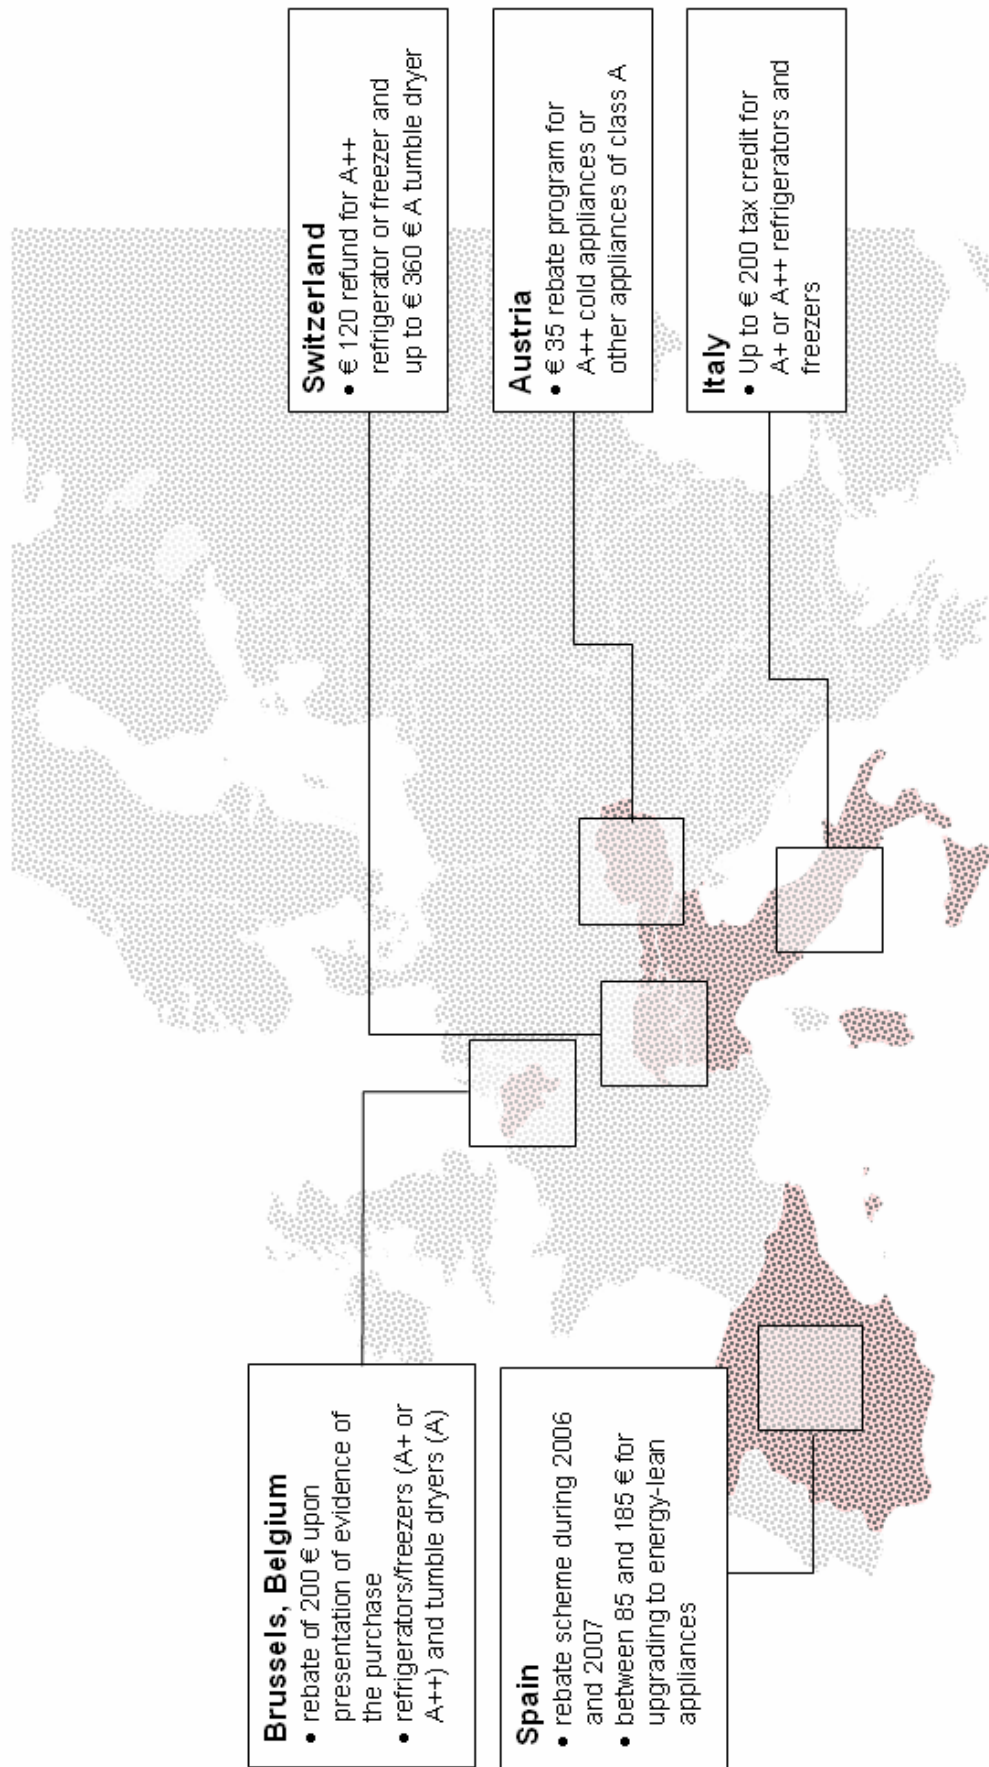 Brussels, Belgium
• rebate of 200 € upon
presentation of evidence of
the purchase
• refrigerators/freezers (A+ or
A++) and tumble dryers (A)
Spain
• rebate scheme during 2006
and 2007
• between 85 and 185 € for
upgrading to energy-lean
appliances
Switzerland
• € 120 refund for A++
refrigerator or freezer and
up to € 360 € A tumble dryer
Austria
• € 35 rebate program for
A++ cold appliances or
other appliances of class A
Italy
• Up to € 200 tax credit for
A+ or A++ refrigerators and
freezers